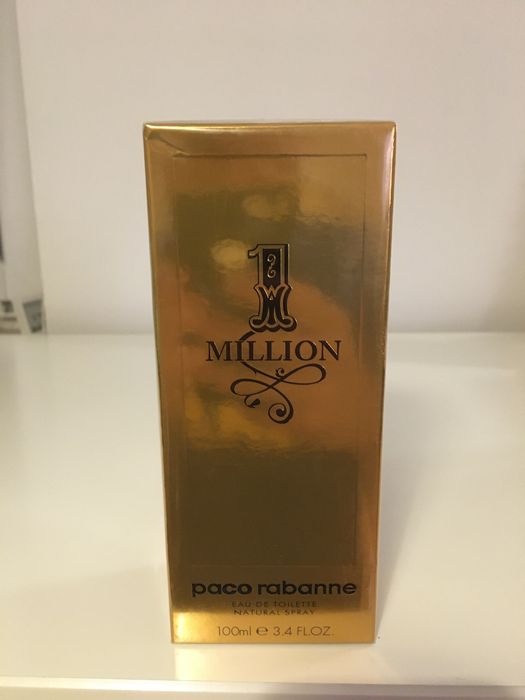 1
MILLION
paco rabanne
EAU DE TOILETTE
NATURAL SPRAY
100ml ℮ 3.4 FL.OZ.